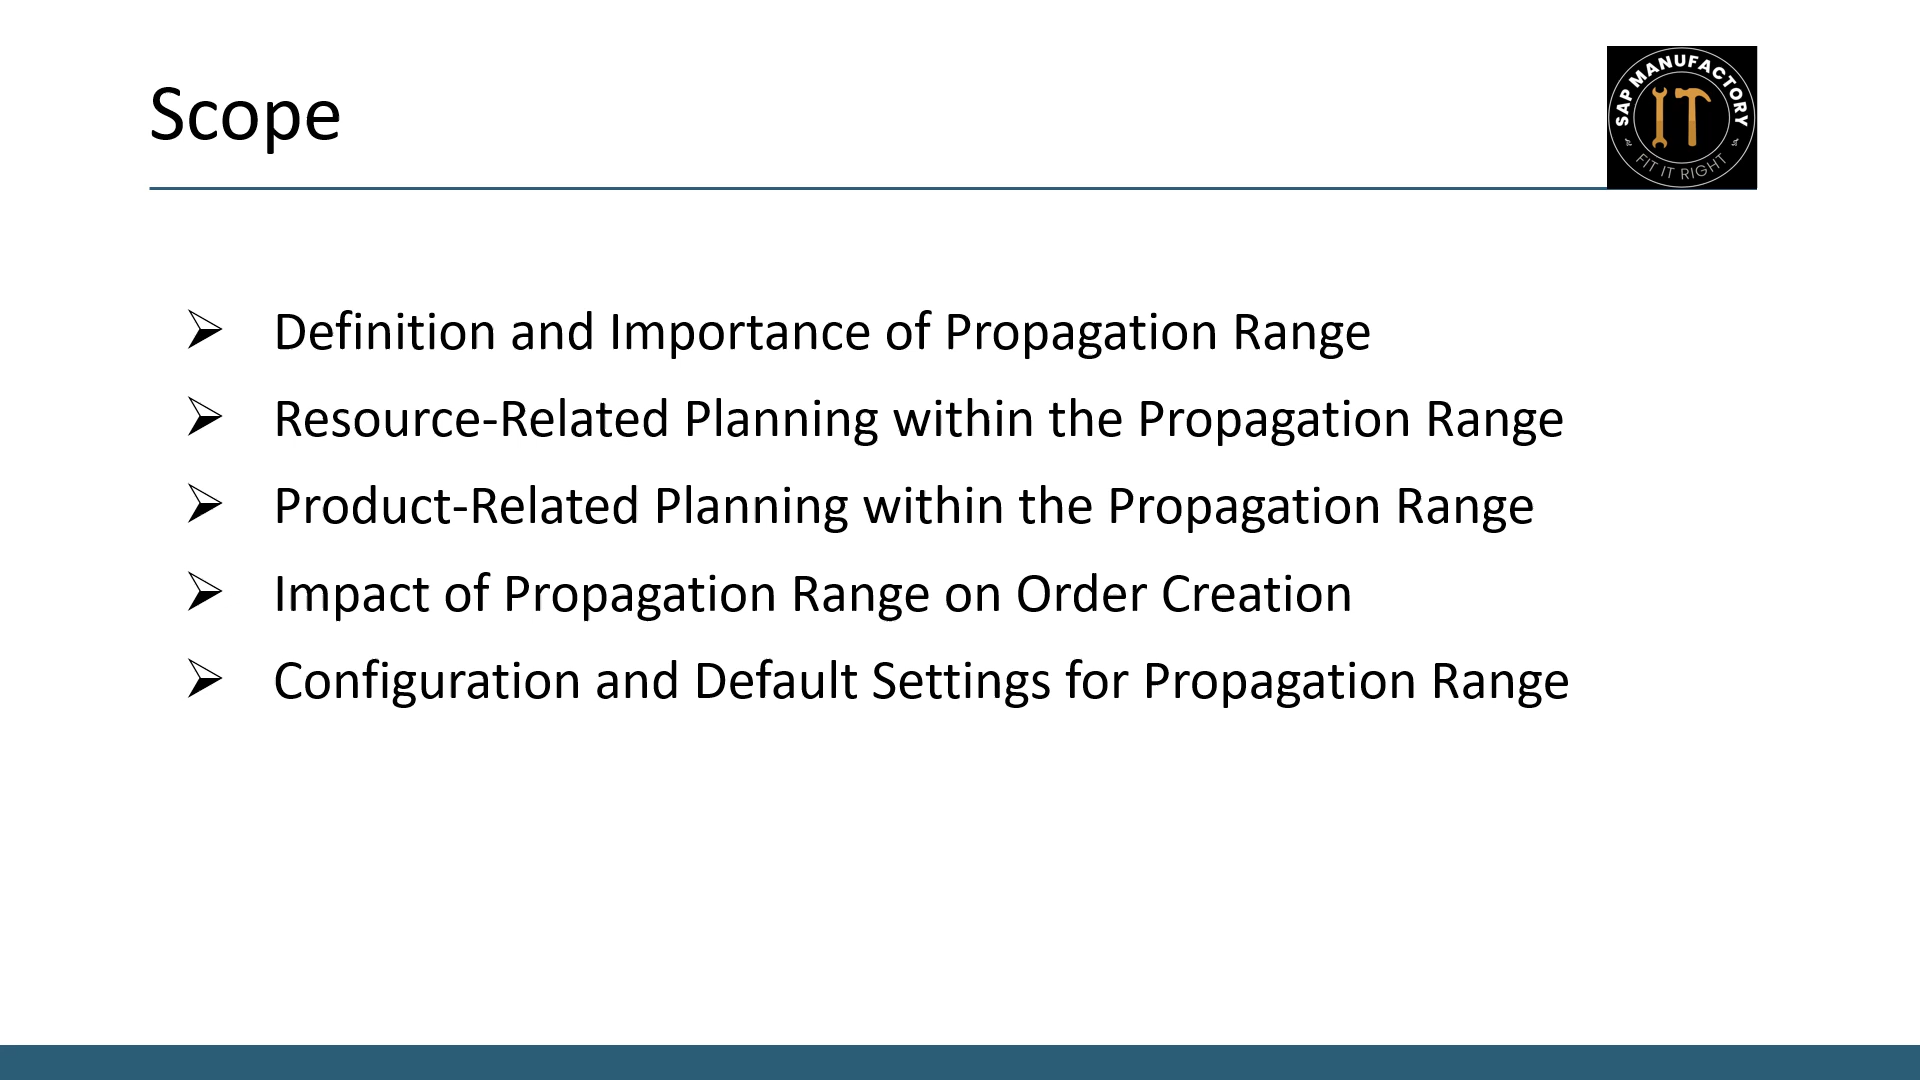 Scope
SAP MANUFACTORY
IT
FIT IT RIGHT
Definition and Importance of Propagation Range
Resource-Related Planning within the Propagation Range
Product-Related Planning within the Propagation Range
Impact of Propagation Range on Order Creation
Configuration and Default Settings for Propagation Range